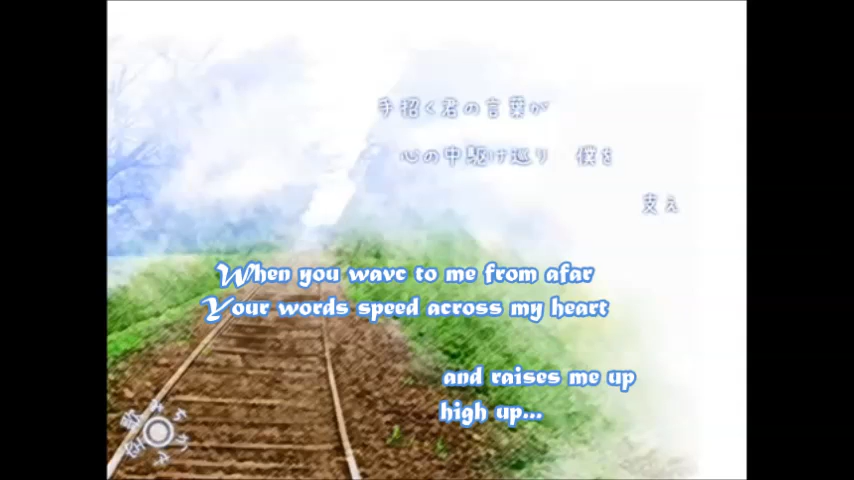 手招く君の言葉が
心の中駆け巡り 僕を
支え
When you wave to me from afar
Your words speed across my heart
and raises me up
high up...